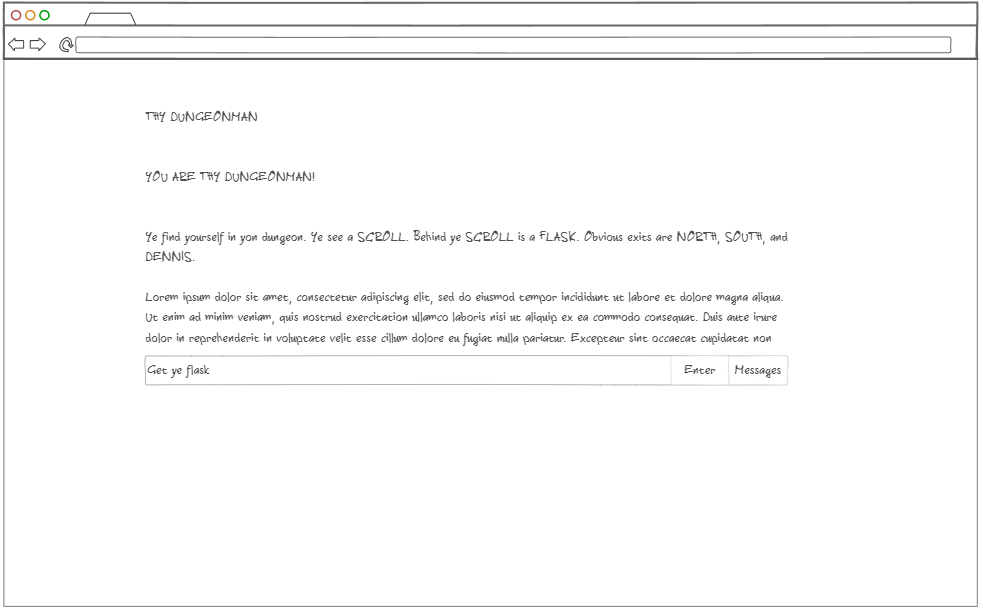 THY DUNGEONMAN
YOU ARE THY DUNGEONMAN!
Ye find yourself in yon dungeon. Ye see a SCROLL. Behind ye SCROLL is a FLASK. Obvious exits are NORTH, SOUTH, and
DENNIS.
Lorem ipsum dolor sit amet, consectetur adipiscing elit, sed do eiusmod tempor incididunt ut labore et dolore magna aliqua.
Ut enim ad minim veniam, quis nostrud exercitation ullamco laboris nisi ut aliquip ex ea commodo consequat. Duis aute irure
dolor in reprehenderit in voluptate velit esse cillum dolore eu fugiat nulla pariatur. Excepteur sint occaecat cupidatat non
Get ye flask Enter Messages